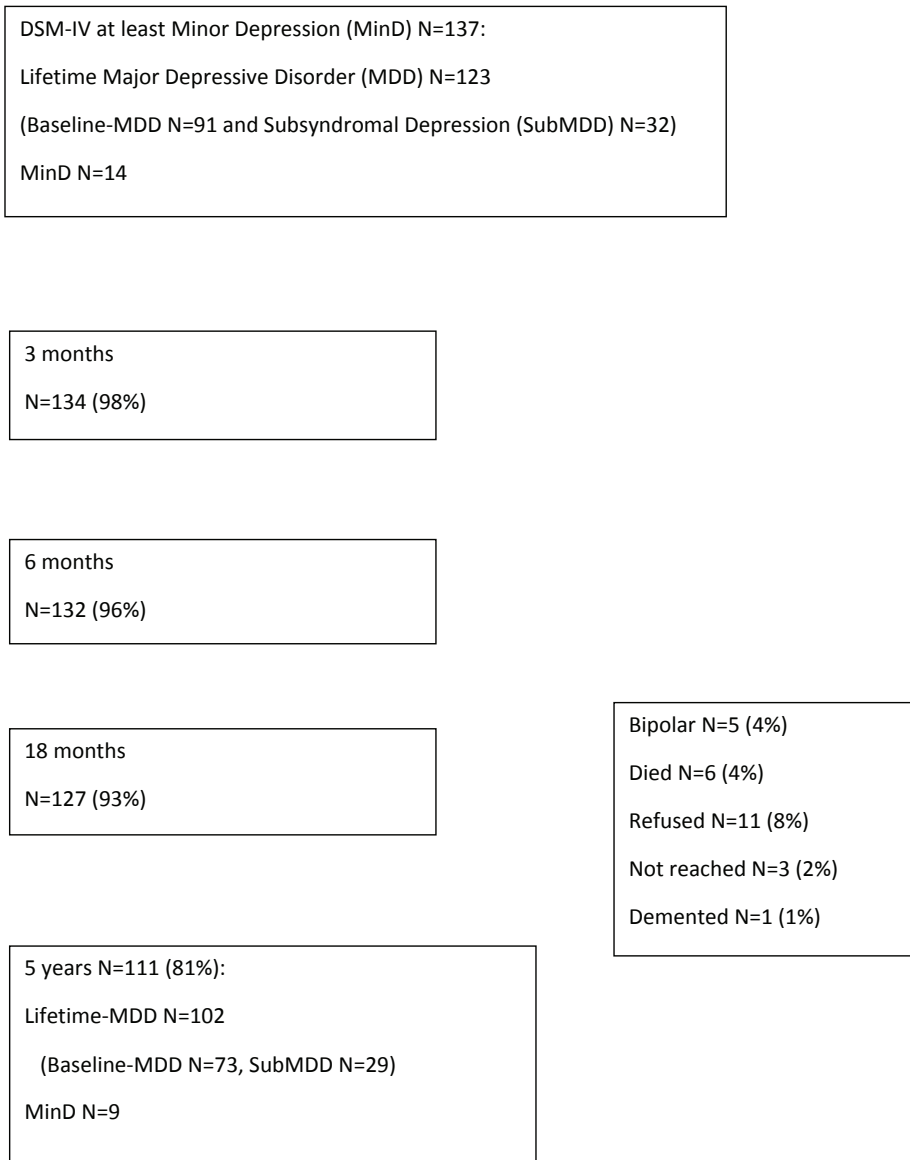 DSM-IV at least Minor Depression (MinD) N=137:
Lifetime Major Depressive Disorder (MDD) N=123
(Baseline-MDD N=91 and Subsyndromal Depression (SubMDD) N=32)
MinD N=14
3 months
N=134 (98%)
6 months
N=132 (96%)
18 months
N=127 (93%)
Bipolar N=5 (4%)
Died N=6 (4%)
Refused N=11 (8%)
Not reached N=3 (2%)
Demented N=1 (1%)
5 years N=111 (81%):
Lifetime-MDD N=102
(Baseline-MDD N=73, SubMDD N=29)
MinD N=9